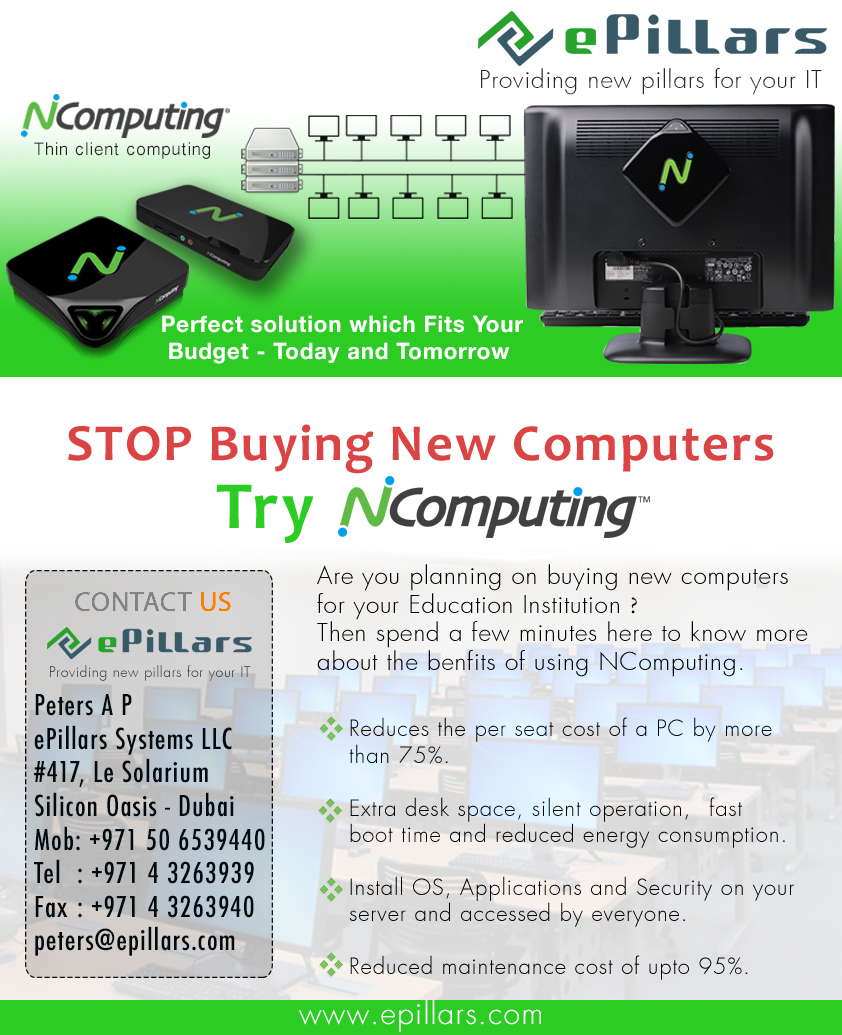 ePillars
Providing new pillars for your IT
NComputing®
Thin client computing
N
N
N
NComputing
NComputing
Perfect solution which Fits Your
Budget - Today and Tomorrow
STOP Buying New Computers
Try NComputing™
CONTACT US
ePillars
Providing new pillars for your IT
Peters A P
ePillars Systems LLC
#417, Le Solarium
Silicon Oasis - Dubai
Mob: +971 50 6539440
Tel : +971 4 3263939
Fax : +971 4 3263940
peters@epillars.com
Are you planning on buying new computers
for your Education Institution ?
Then spend a few minutes here to know more
about the benfits of using NComputing.
Reduces the per seat cost of a PC by more
than 75%.
Extra desk space, silent operation, fast
boot time and reduced energy consumption.
Install OS, Applications and Security on your
server and accessed by everyone.
Reduced maintenance cost of upto 95%.
www.epillars.com